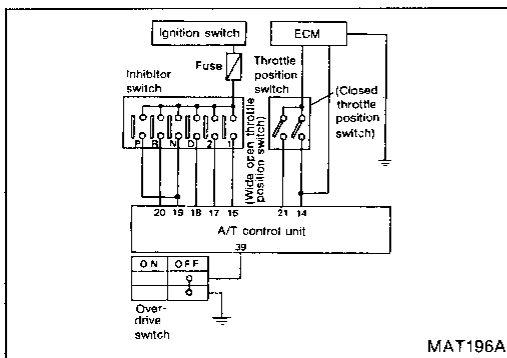 Ignition switch
ECM
Fuse
Throttle
position
switch
Inhibitor
switch
(Closed
throttle
position
switch)
(Wide open throttle
position switch)
P R N D 2 1
20 19 18 17 16 21 14
A/T control unit
39
ON OFF
Over-
drive
switch
MAT196A